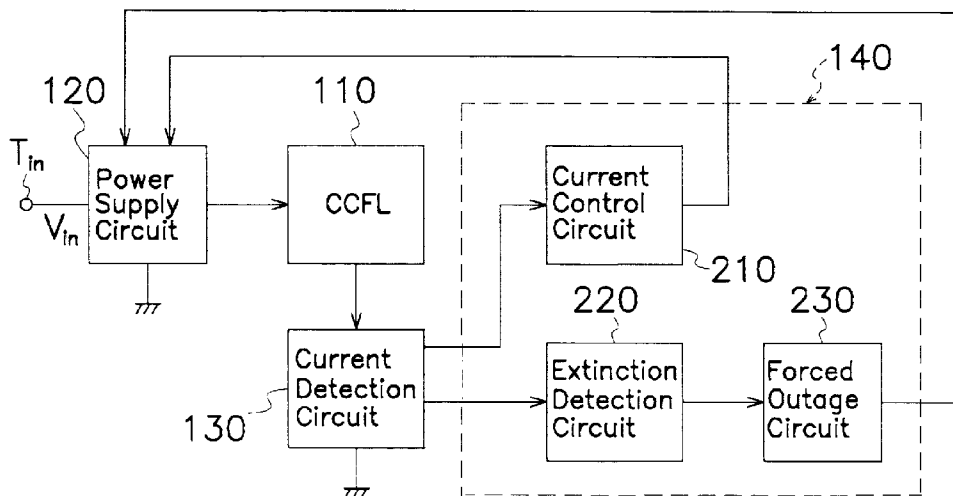 140
120
110
T_in
V_in
Power
Supply
Circuit
CCFL
Current
Control
Circuit
210
220
230
Current
Detection
Circuit
130
Extinction
Detection
Circuit
Forced
Outage
Circuit